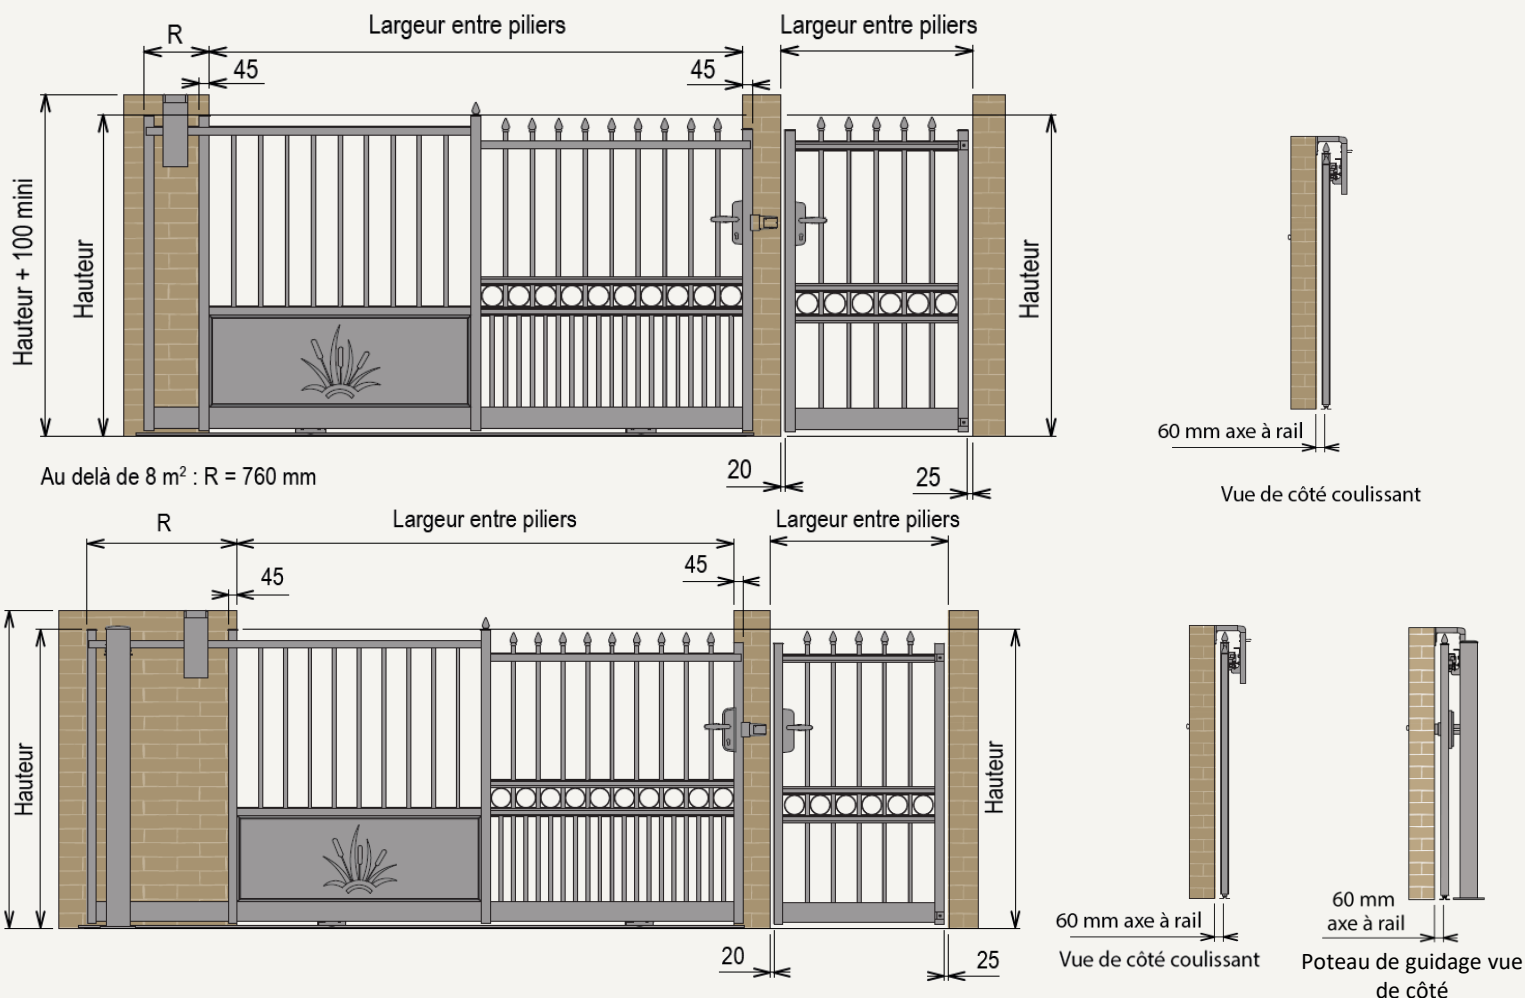 R
Largeur entre piliers
Largeur entre piliers
45
45
Hauteur + 100 mini
Hauteur
Hauteur
60 mm axe à rail
20
25
Vue de côté coulissant
Au delà de 8 m² : R = 760 mm
R
Largeur entre piliers
Largeur entre piliers
45
45
Hauteur
Hauteur
60 mm axe à rail
60 mm
axe à rail
20
25
Vue de côté coulissant
Poteau de guidage vue
de côté